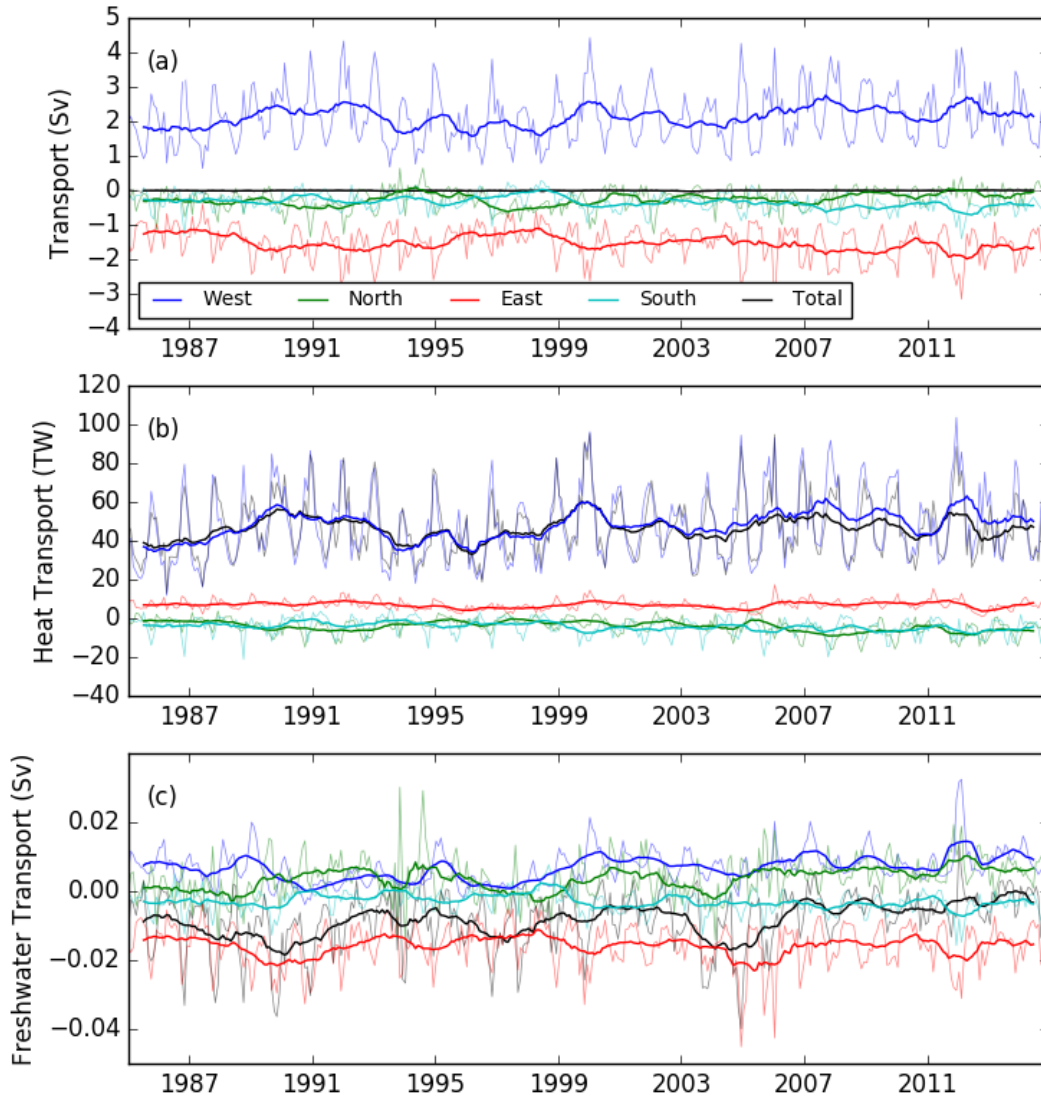 5
4
3
2
1
0
−1
−2
−3
−4
Transport (Sv)
(a)
West North East South Total
1987 1991 1995 1999 2003 2007 2011
120
100
80
60
40
20
0
−20
−40
Heat Transport (TW)
(b)
1987 1991 1995 1999 2003 2007 2011
0.02
0.00
−0.02
−0.04
Freshwater Transport (Sv)
(c)
1987 1991 1995 1999 2003 2007 2011